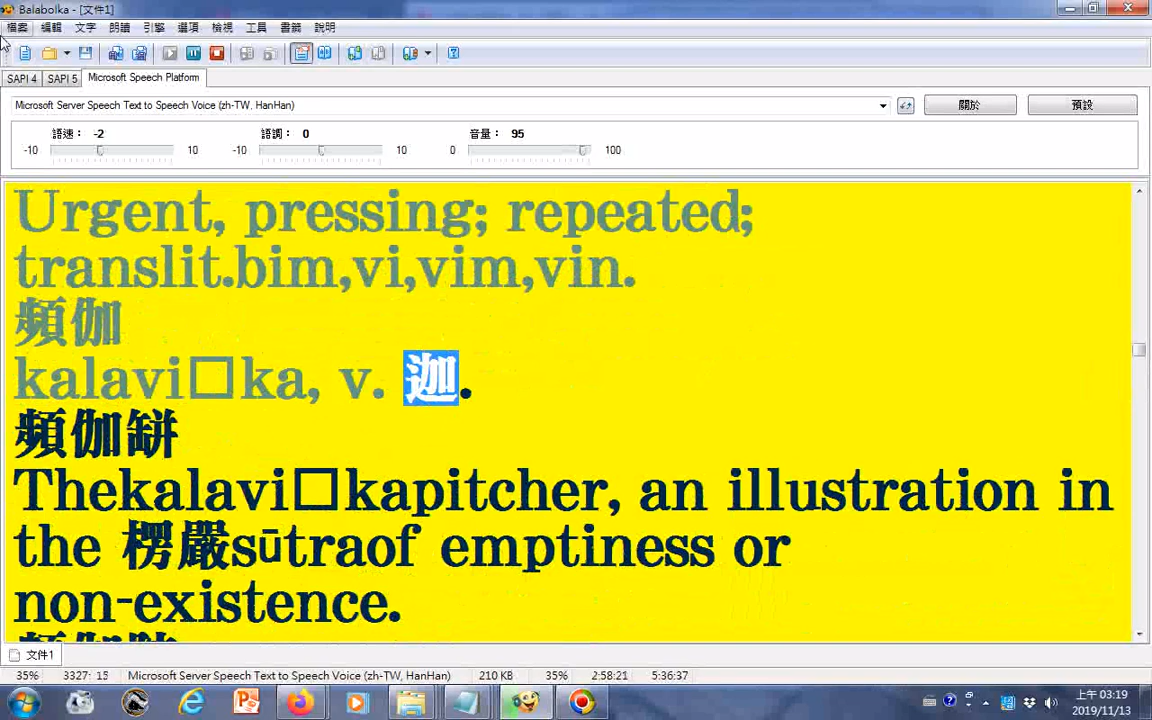 Balabolka - [文件1]
檔案 編輯 文字 朗讀 引擎 選項 檢視 工具 書籤 說明
SAPI 4 SAPI 5 Microsoft Speech Platform
Microsoft Server Speech Text to Speech Voice (zh-TW, HanHan) 關於 預設
語速： -2 語調： 0 音量： 95
-10 10 -10 10 0 100
Urgent, pressing; repeated;
translit.bim,vi,vim,vin.
頻伽
kalavi□ka, v. 迦.
頻伽缾
Thekalavi□kapitcher, an illustration in
the 楞嚴sūtraof emptiness or
non-existence.
文件1
35% 3327: 13 Microsoft Server Speech Text to Speech Voice (zh-TW, HanHan) 210 KB 35% 2:58:21 5:36:37
上午 03:19
2019/11/13